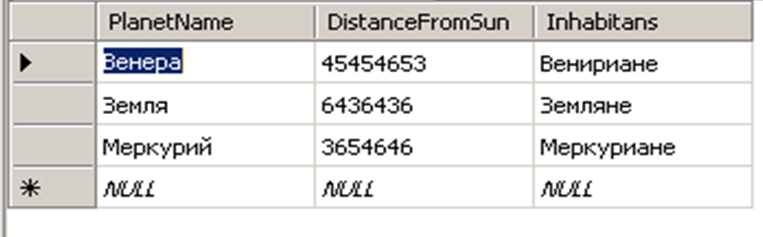 PlanetName DistanceFromSun Inhabitans
Венера 45454653 Венириане
Земля 6436436 Земляне
Меркурий 3654646 Меркуриане
NULL NULL NULL